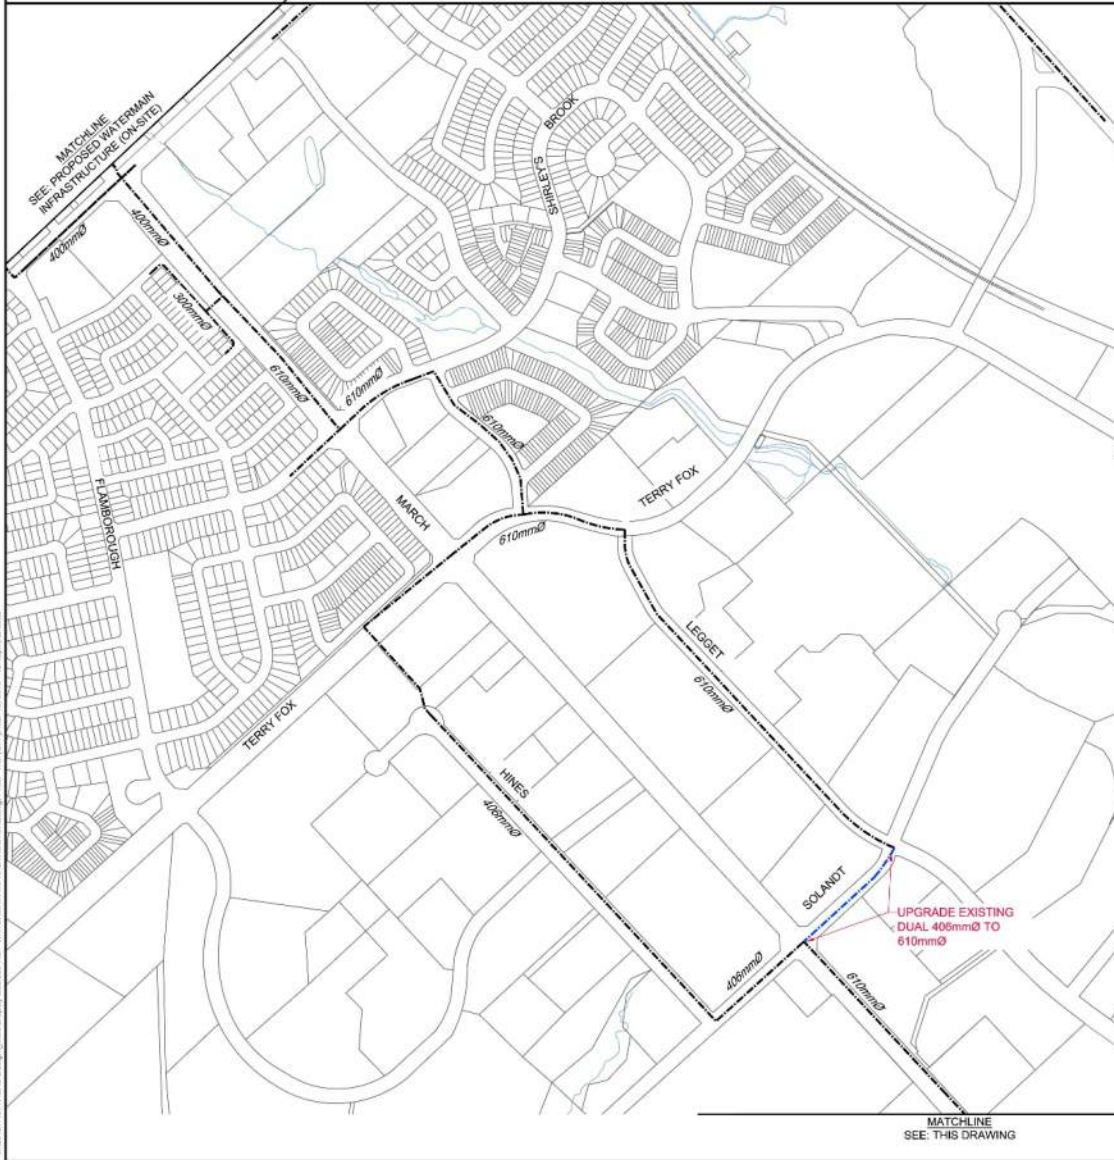 MATCHLINE
SEE: PROPOSED WATERMAIN
INFRASTRUCTURE (ON-SITE)
400mmØ
400mmØ
300mmØ
610mmØ
610mmØ
610mmØ
SHIRLEY'S
BROOK
FLAMBOROUGH
MARCH
TERRY FOX
610mmØ
LEGGET
610mmØ
TERRY FOX
HINES
406mmØ
SOLANDT
UPGRADE EXISTING
DUAL 406mmØ TO
610mmØ
406mmØ
610mmØ
MATCHLINE
SEE: THIS DRAWING